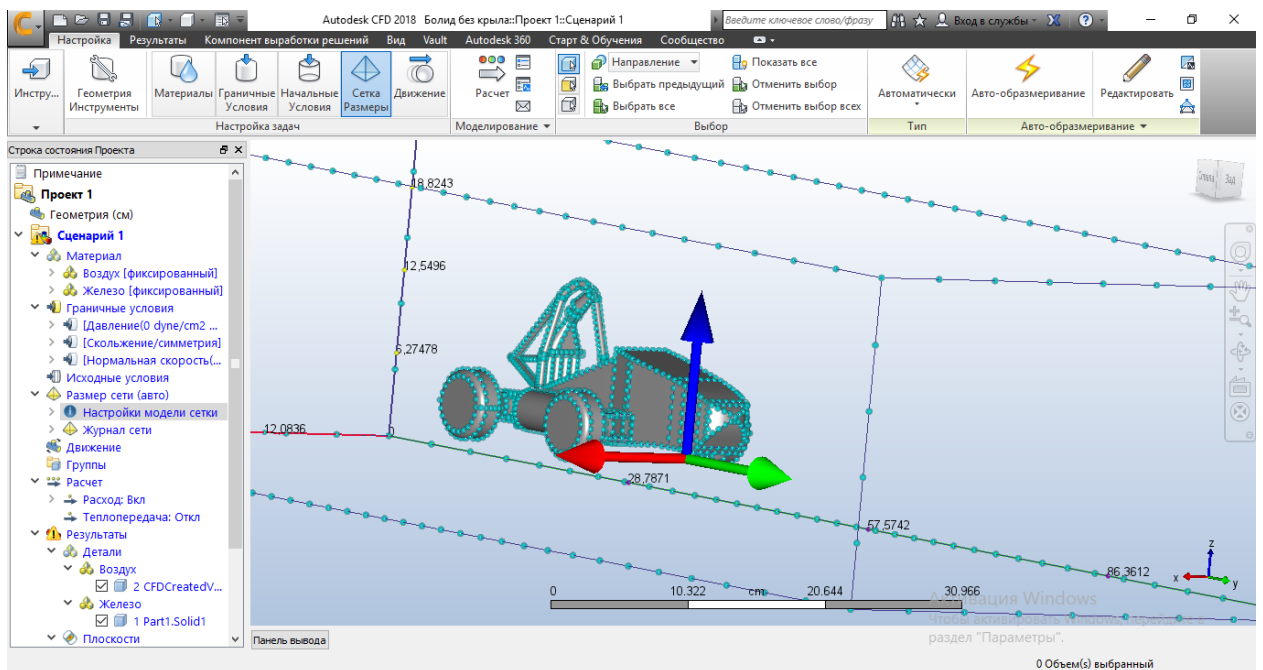 Autodesk CFD 2018 Болид без крыла::Проект 1::Сценарий 1
Введите ключевое слово/фразу
Вход в службы
Настройка Результаты Компонент выработки решений Вид Vault Autodesk 360 Старт & Обучения Сообщество
Инстру...
Геометрия Инструменты
Материалы
Граничные Условия
Начальные Условия
Сетка Размеры
Движение
Настройка задач
Расчет
Моделирование
Направление
Выбрать предыдущий
Выбрать все
Показать все
Отменить выбор
Отменить выбор всех
Выбор
Автоматически
Тип
Авто-образмеривание
Редактировать
Авто-образмеривание
Строка состояния Проекта
Примечание
Проект 1
Геометрия (см)
Сценарий 1
Материал
Воздух [фиксированный]
Железо [фиксированный]
Граничные условия
[Давление(0 dyne/cm2 ...
[Скольжение/симметрия]
[Нормальная скорость(...
Исходные условия
Размер сети (авто)
Настройки модели сетки
Журнал сети
Движение
Группы
Расчет
Расход: Вкл
Теплопередача: Откл
Результаты
Детали
Воздух
2 CFDCreatedV...
Железо
1 Part1.Solid1
Плоскости
18,8243
12,5496
6,27478
12,0836
0
28,7871
57,5742
86,3612
0 10.322 cm 20.644 30.966
z
x
y
Зад
Активация Windows
Чтобы активировать Windows, перейдите в
раздел "Параметры".
Панель вывода
0 Объем(s) выбранный